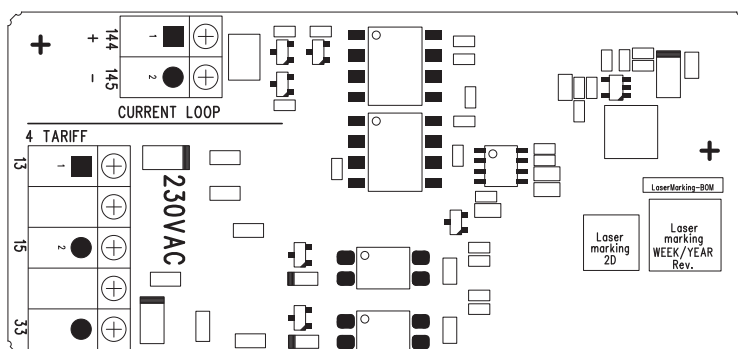 + 144 1
- 145 2
CURRENT LOOP
4 TARIFF
13 1
15 2
33
230VAC
LaserMarking-BOM
Laser
marking
2D
Laser
marking
WEEK/YEAR
Rev.